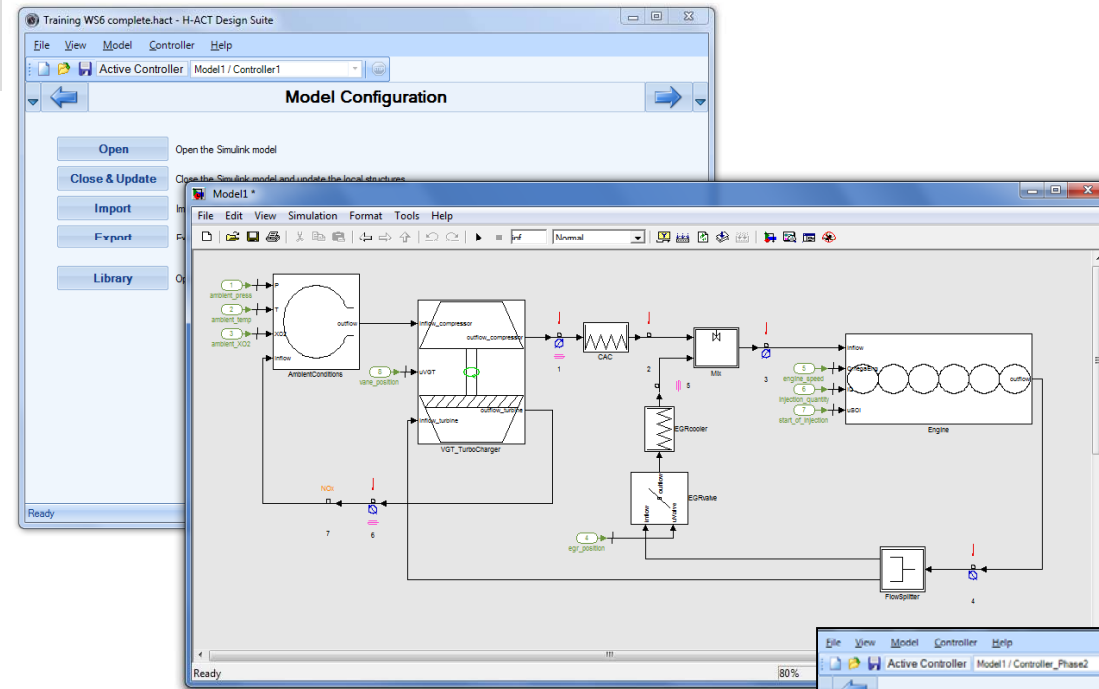 Training WS6 complete.hact - H-ACT Design Suite
File View Model Controller Help
Active Controller Model1 / Controller1
Model Configuration
Open Open the Simulink model
Close & Update Close the Simulink model and update the local structures
Import
Export
Library
Ready
Model1 *
File Edit View Simulation Format Tools Help
inf Normal
1
ambient_press
2
ambient_temp
3
ambient_XO2
P
T
XO2
inflow
outflow
AmbientConditions
inflow_compressor
outflow_compressor
8
vane_position
uVGT
outflow_turbine
inflow_turbine
VGT_TurboCharger
1
CAC
2
Mix
3
5
EGRcooler
outflow
inflow
uValve
EGRvalve
4
egr_position
inflow
OmegaEng
uSOI
outflow
5
engine_speed
6
injection_quantity
7
start_of_injection
Engine
NOx
7
6
FlowSplitter
4
Ready 80%
File View Model Controller Help
Active Controller Model1 / Controller_Phase2